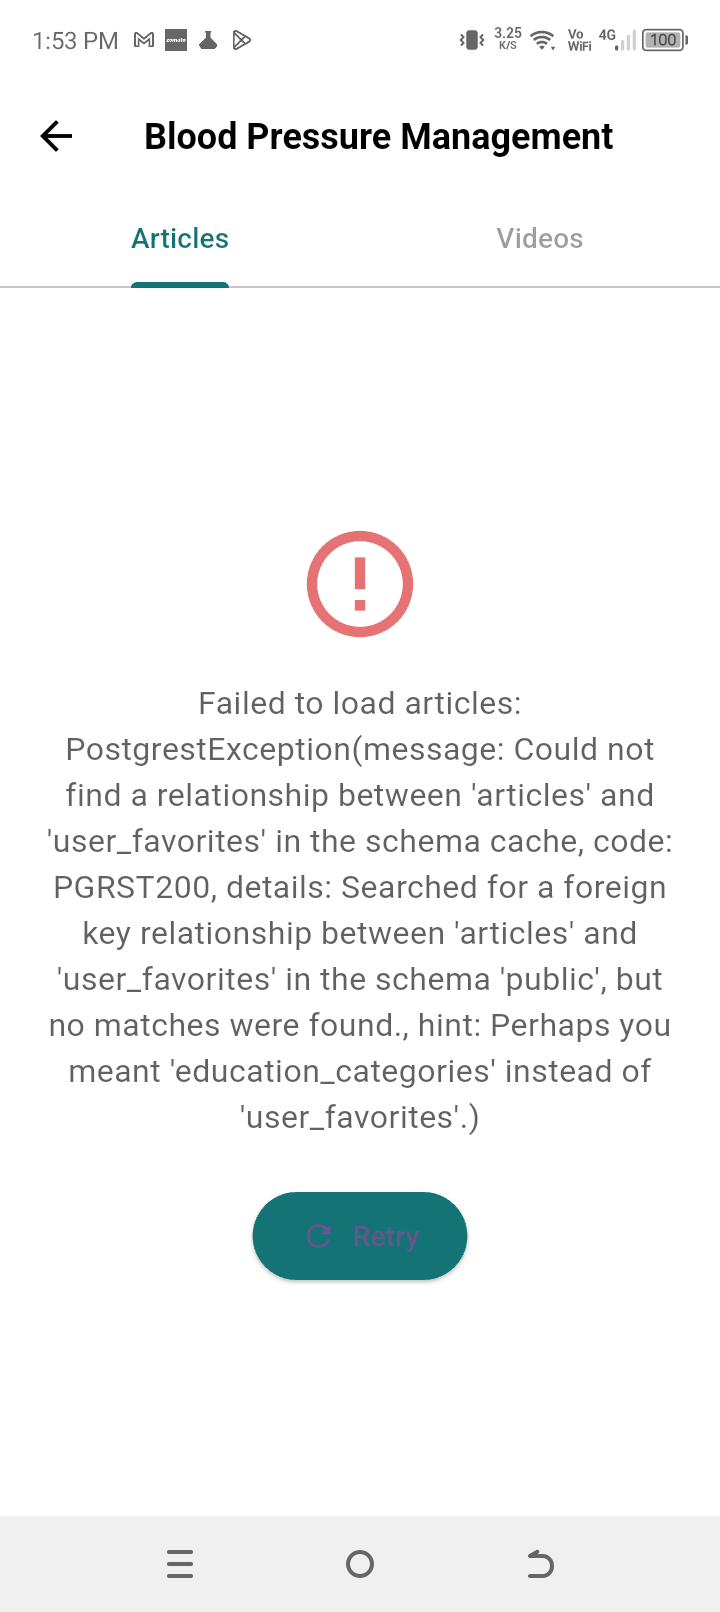 1:53 PM
3.25
K/S
Vo
WiFi
4G
100
Blood Pressure Management
Articles
Videos
Failed to load articles:
PostgrestException(message: Could not
find a relationship between 'articles' and
'user_favorites' in the schema cache, code:
PGRST200, details: Searched for a foreign
key relationship between 'articles' and
'user_favorites' in the schema 'public', but
no matches were found., hint: Perhaps you
meant 'education_categories' instead of
'user_favorites'.)
Retry